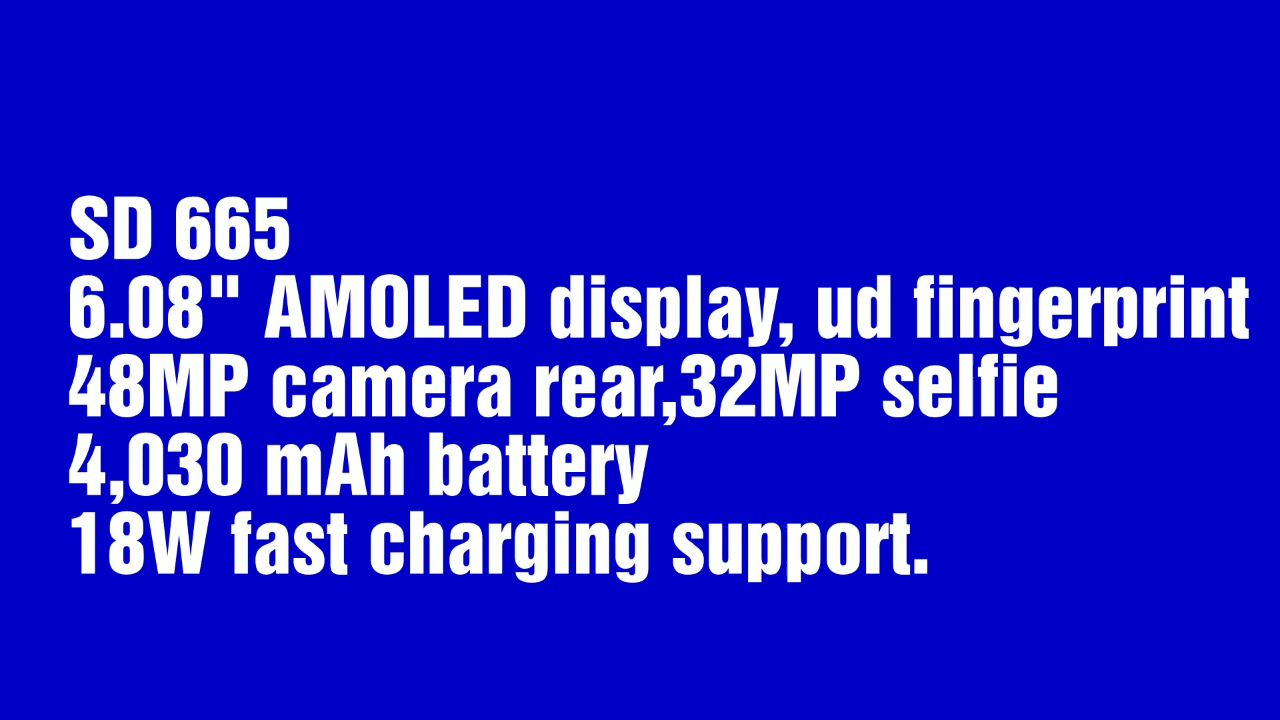 SD 665
6.08" AMOLED display, ud fingerprint
48MP camera rear,32MP selfie
4,030 mAh battery
18W fast charging support.